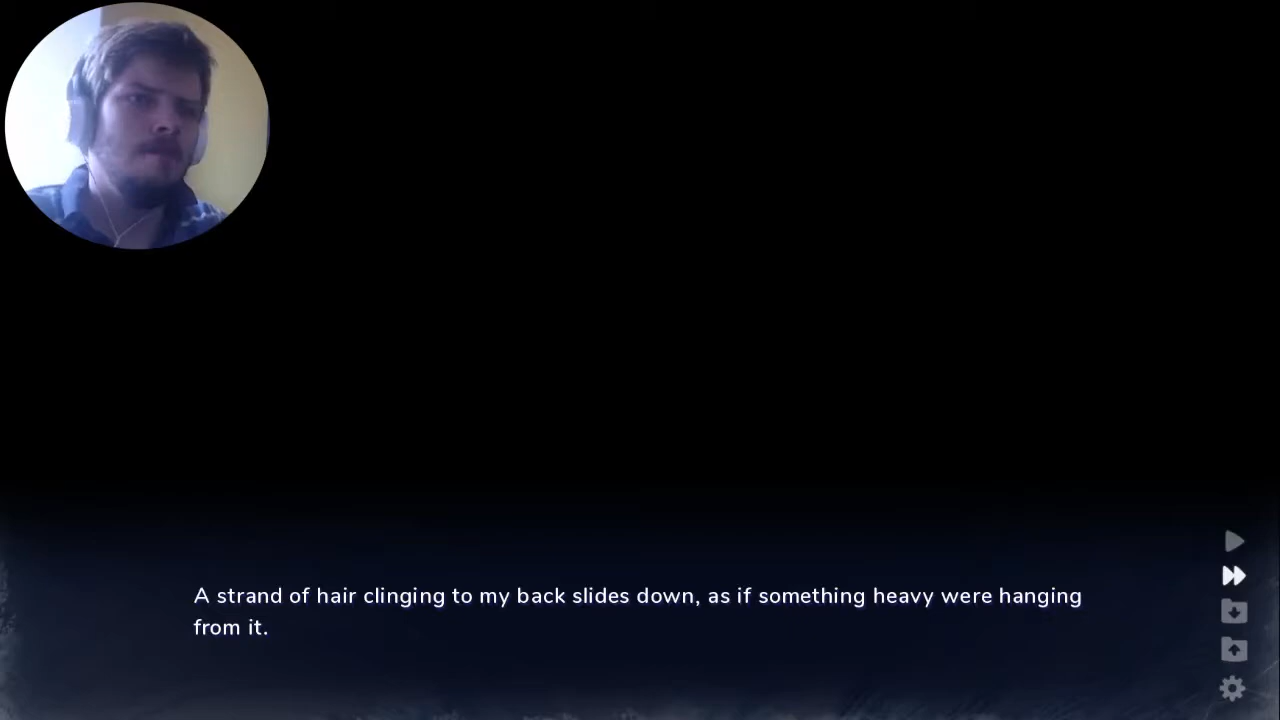 A strand of hair clinging to my back slides down, as if something heavy were hanging
from it.